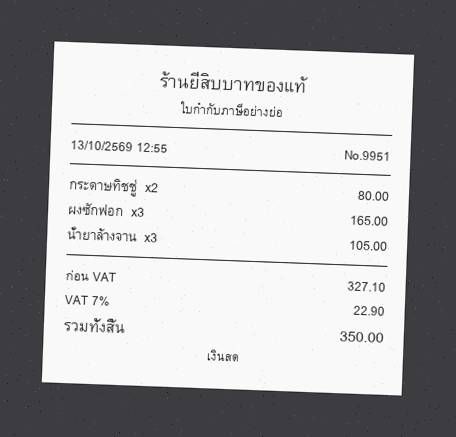 ร้านยี่สิบบาทของแท้
ใบกำกับภาษีอย่างย่อ
13/10/2569 12:55 No.9951
กระดาษทิชชู่ x2 80.00
ผงซักฟอก x3 165.00
น้ำยาล้างจาน x3 105.00
ก่อน VAT 327.10
VAT 7% 22.90
รวมทั้งสิ้น 350.00
เงินสด